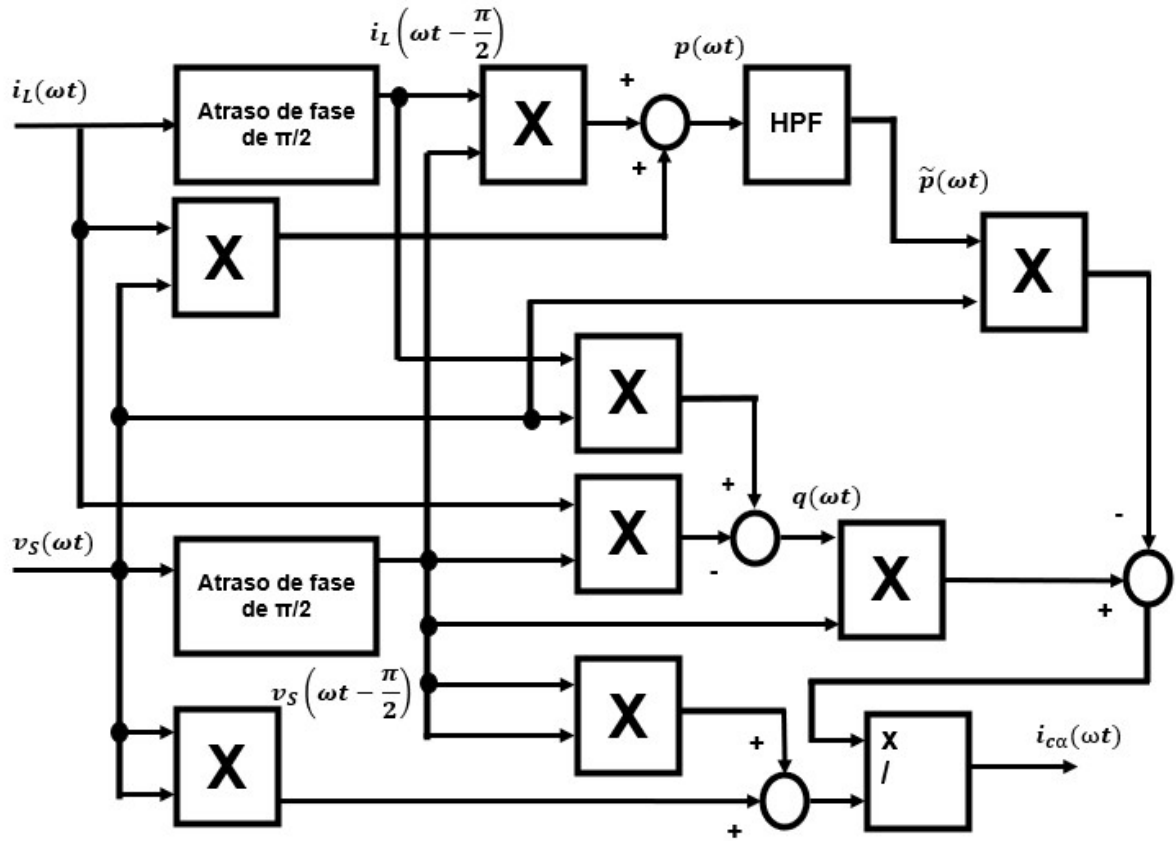 i_L(ωt)
Atraso de fase
de π/2
i_L(ωt − π/2)
X
+
+
p(ωt)
HPF
p̃(ωt)
X
X
X
+
-
X
q(ωt)
X
-
+
v_S(ωt)
Atraso de fase
de π/2
v_S(ωt − π/2)
X
X
+
+
x
/
i_cα(ωt)